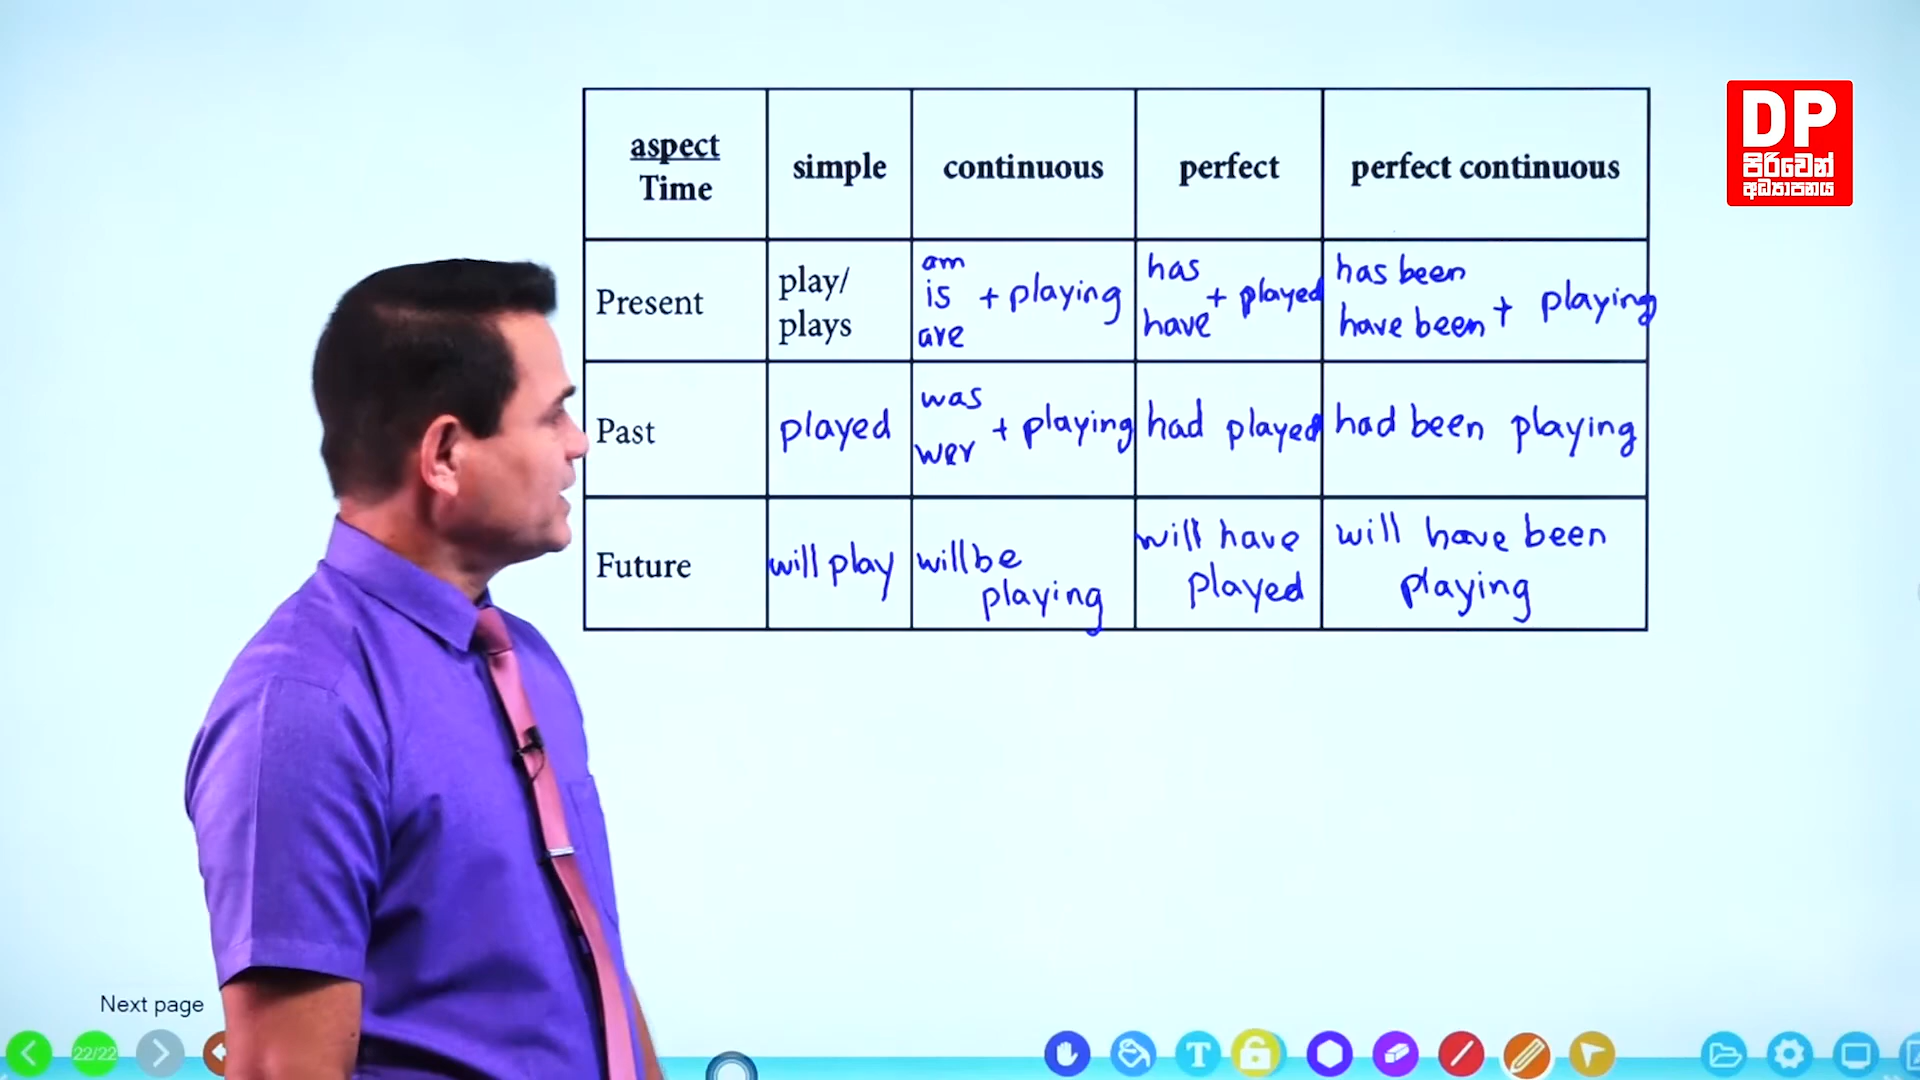 DP
පිරිවෙන්
අධ්‍යාපනය
aspect
Time
simple
continuous
perfect
perfect continuous
Present
play/
plays
am
is + playing
are
has
+ played
have
has been
have been + playing
Past
played
was
+ playing
wer
had played
had been playing
Future
will play
will be
playing
will have
played
will have been
playing
Next page
22/22
T